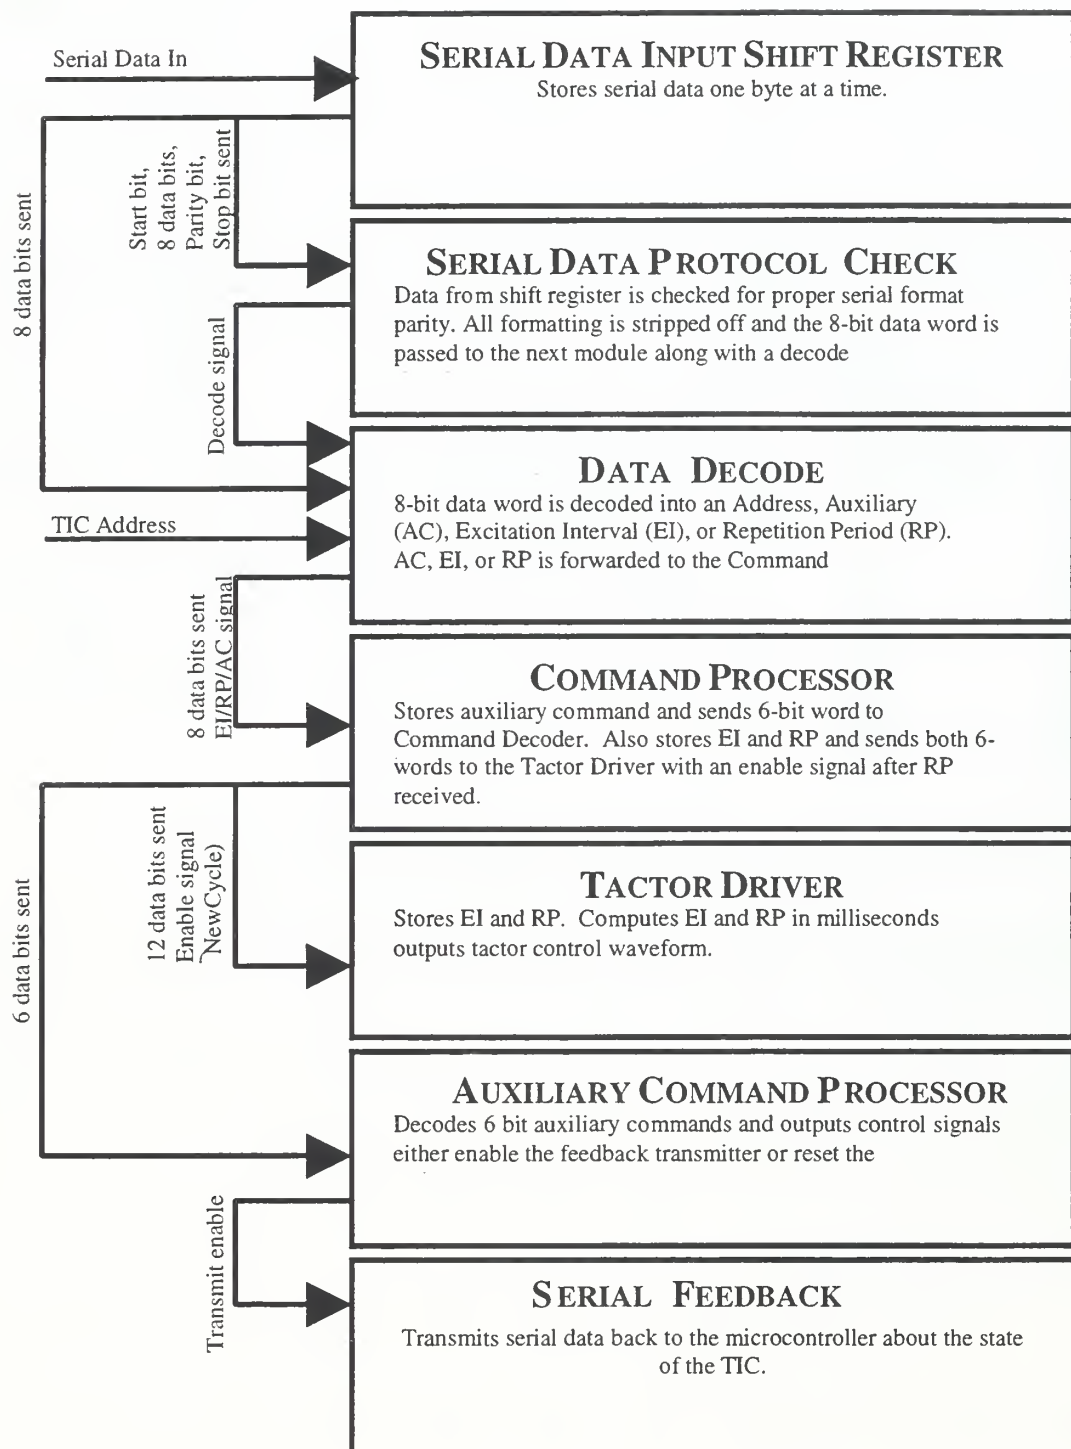 Serial Data In
SERIAL DATA INPUT SHIFT REGISTER
Stores serial data one byte at a time.
8 data bits sent
Start bit,
8 data bits,
Parity bit,
Stop bit sent
SERIAL DATA PROTOCOL CHECK
Data from shift register is checked for proper serial format
parity. All formatting is stripped off and the 8-bit data word is
passed to the next module along with a decode
Decode signal
DATA DECODE
8-bit data word is decoded into an Address, Auxiliary
(AC), Excitation Interval (EI), or Repetition Period (RP).
AC, EI, or RP is forwarded to the Command
TIC Address
8 data bits sent
EI/RP/AC signal
COMMAND PROCESSOR
Stores auxiliary command and sends 6-bit word to
Command Decoder. Also stores EI and RP and sends both 6-
words to the Tactor Driver with an enable signal after RP
received.
6 data bits sent
12 data bits sent
Enable signal
NewCycle)
TACTOR DRIVER
Stores EI and RP. Computes EI and RP in milliseconds
outputs tactor control waveform.
AUXILIARY COMMAND PROCESSOR
Decodes 6 bit auxiliary commands and outputs control signals
either enable the feedback transmitter or reset the
Transmit enable
SERIAL FEEDBACK
Transmits serial data back to the microcontroller about the state
of the TIC.